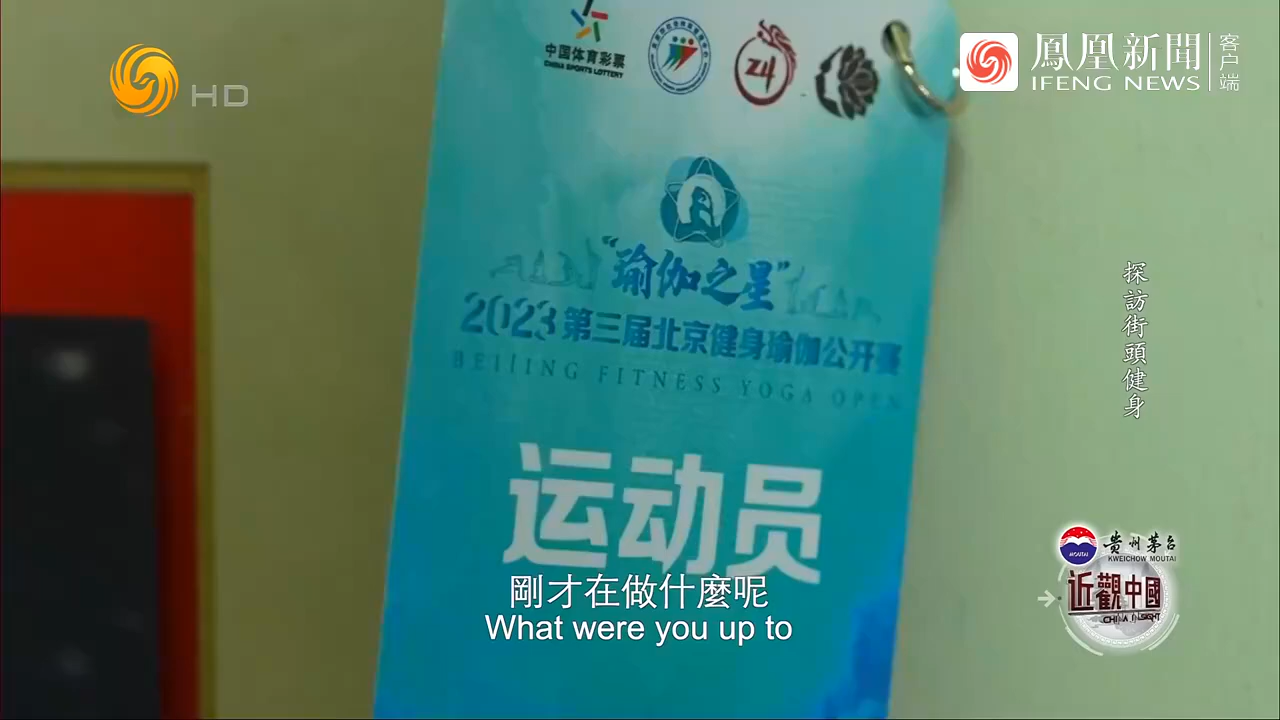 HD
中国体育彩票
CHINA SPORTS LOTTERY
24
鳳凰新聞
IFENG NEWS
客户端
“瑜伽之星”
2023第三届北京健身瑜伽公开赛
BEIJING FITNESS YOGA OPEN
运动员
探訪街頭健身
剛才在做什麼呢
What were you up to
MOUTAI
貴州茅台
KWEICHOW MOUTAI
近觀中國
CHINA INSIGHT